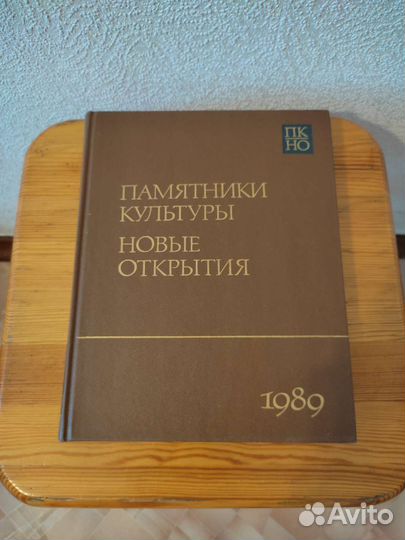 ПК
НО
ПАМЯТНИКИ
КУЛЬТУРЫ
НОВЫЕ
ОТКРЫТИЯ
1989
Avito